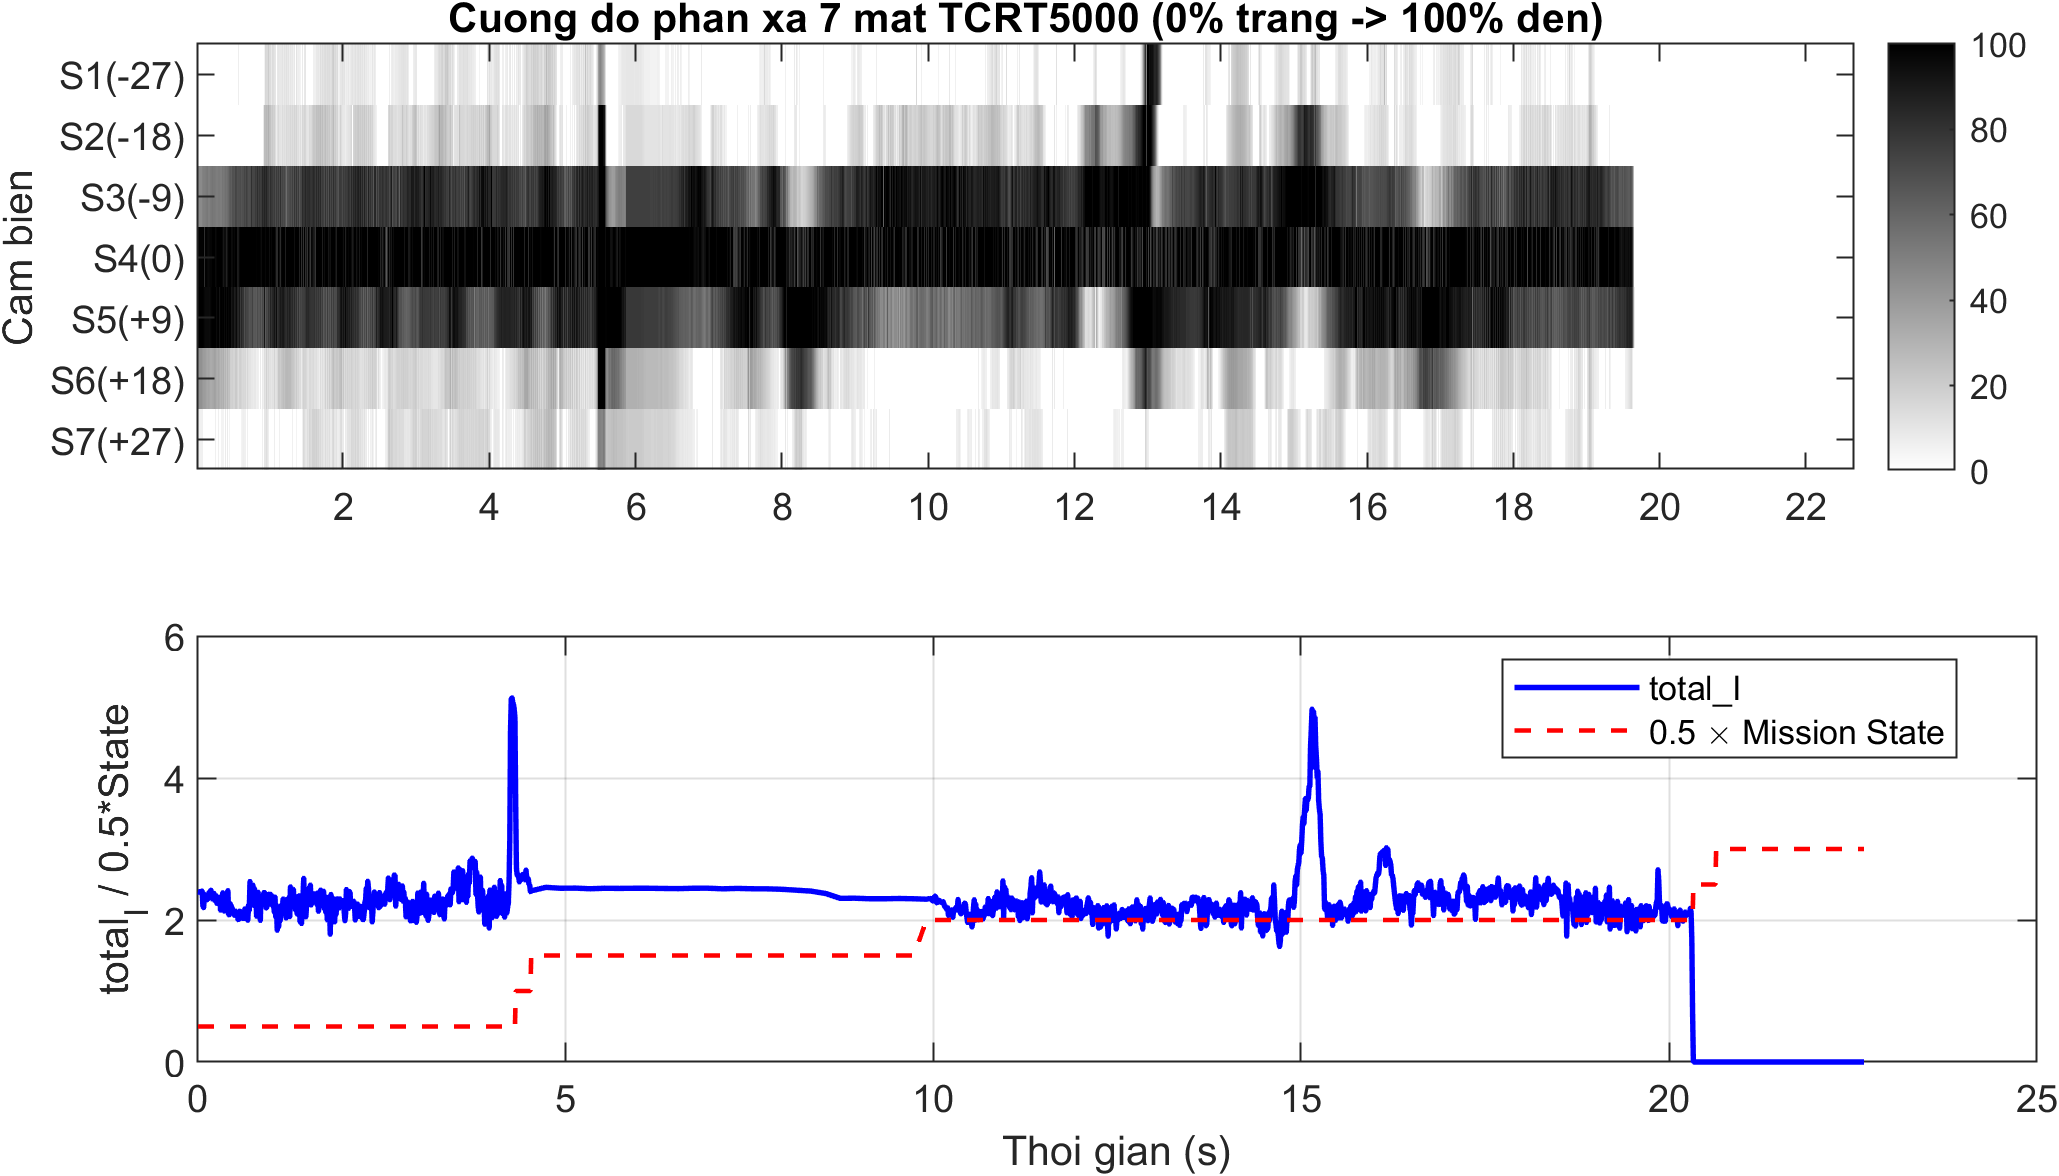 Cuong do phan xa 7 mat TCRT5000 (0% trang -> 100% den)
Cam bien
S1(-27)
S2(-18)
S3(-9)
S4(0)
S5(+9)
S6(+18)
S7(+27)
2 4 6 8 10 12 14 16 18 20 22
100
80
60
40
20
0
total_I / 0.5*State
6
4
2
0
total_I
0.5 × Mission State
0 5 10 15 20 25
Thoi gian (s)